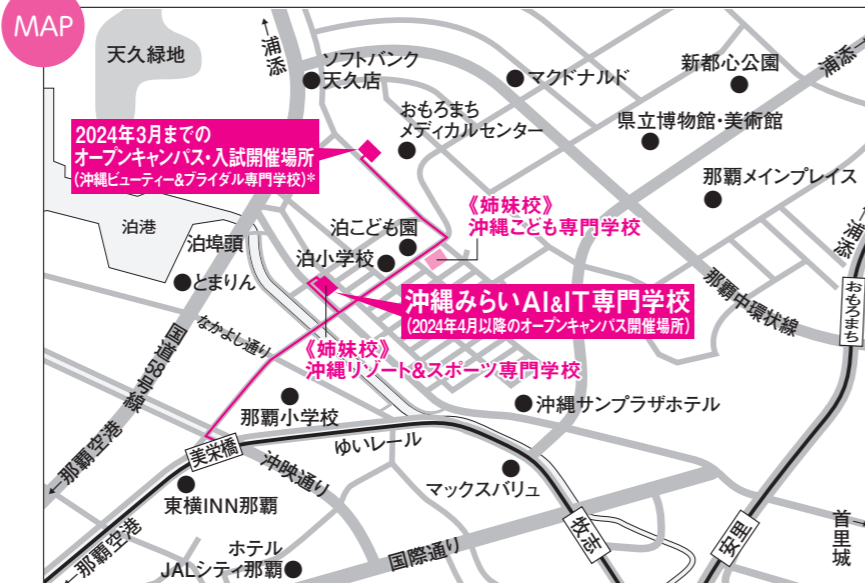 MAP
天久緑地
←浦添
ソフトバンク
天久店
マクドナルド
新都心公園
浦添→
おもろまち
メディカルセンター
県立博物館・美術館
2024年3月までの
オープンキャンパス・入試開催場所
(沖縄ビューティー&ブライダル専門学校)*
那覇メインプレイス
《姉妹校》
沖縄こども専門学校
泊港
泊埠頭
泊こども園
泊小学校
とまりん
浦添→
おもろまち
那覇中環状線
沖縄みらいAI&IT専門学校
(2024年4月以降のオープンキャンパス開催場所)
なかよし通り
国道58号線
《姉妹校》
沖縄リゾート&スポーツ専門学校
那覇小学校
沖縄サンプラザホテル
←那覇空港
美栄橋
ゆいレール
沖映通り
マックスバリュ
東横INN那覇
牧志
安里
首里城
←那覇空港
ホテル
JALシティ那覇
国際通り